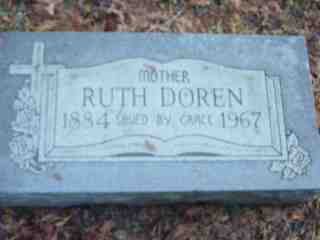 MOTHER
RUTH DOREN
1884 SAVED BY GRACE 1967